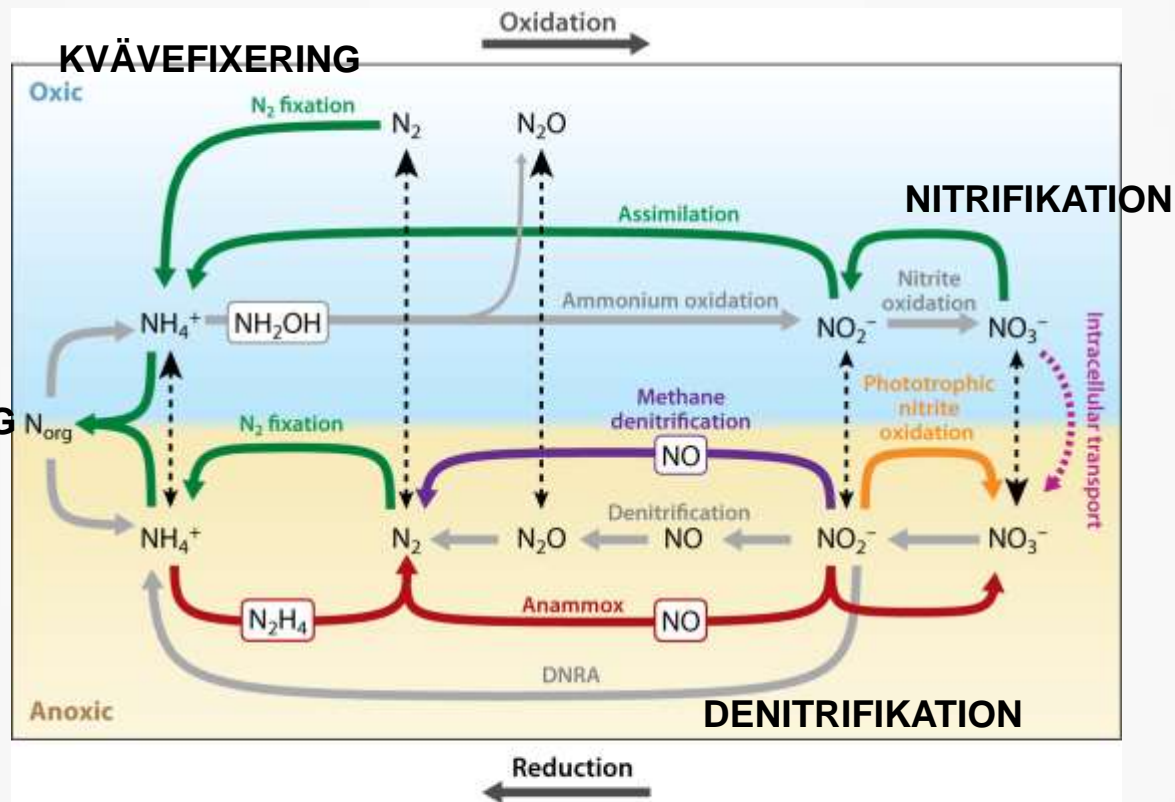 Oxidation
KVÄVEFIXERING
Oxic
N₂ fixation
N₂
N₂O
NITRIFIKATION
Assimilation
Nitrite
oxidation
Ammonium oxidation
NH₄⁺
NH₂OH
NO₂⁻
NO₃⁻
Intracellular transport
Phototrophic
nitrite
oxidation
Methane
denitrification
G
N_org
N₂ fixation
NO
Denitrification
NH₄⁺
N₂
N₂O
NO
NO₂⁻
NO₃⁻
N₂H₄
Anammox
NO
DNRA
Anoxic
DENITRIFIKATION
Reduction